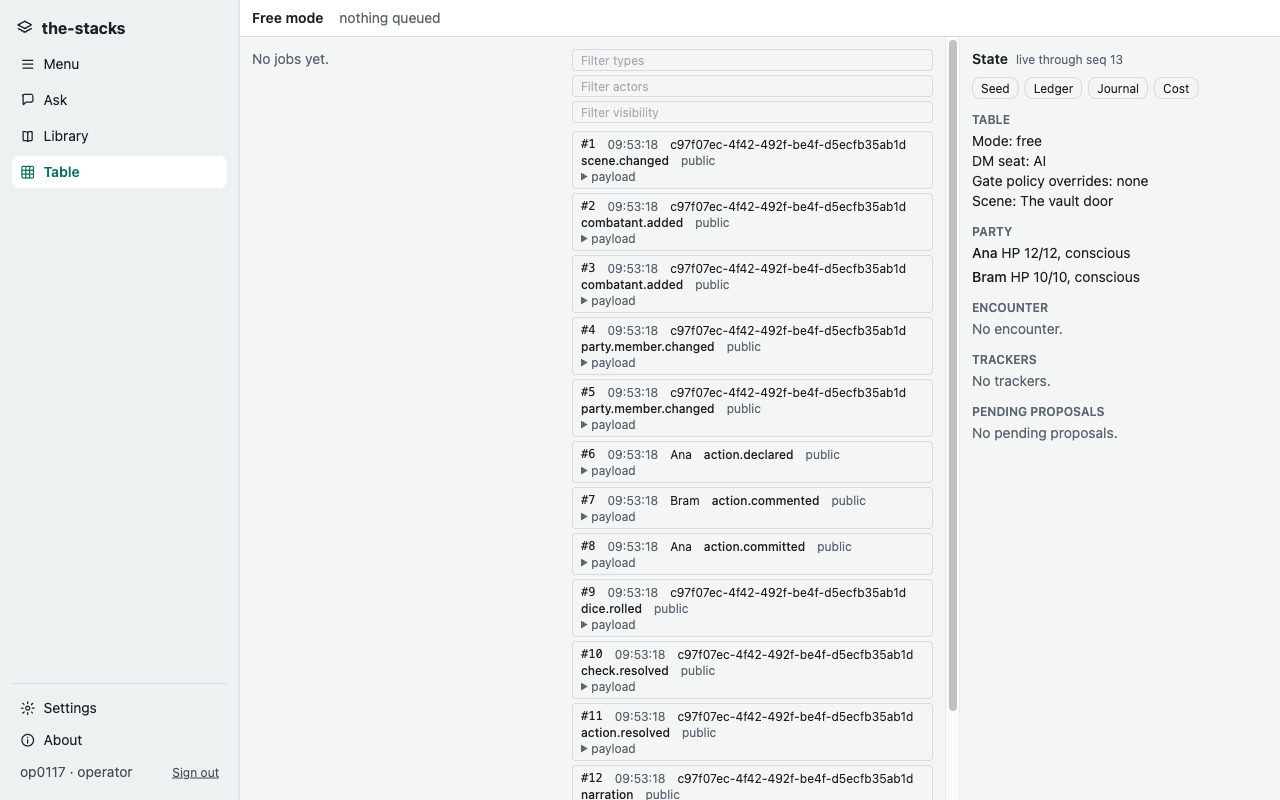 the-stacks
Menu
Ask
Library
Table
Settings
About
op0117 · operator
Sign out
Free mode nothing queued
No jobs yet.
Filter types
Filter actors
Filter visibility
#1 09:53:18 c97f07ec-4f42-492f-be4f-d5ecfb35ab1d
scene.changed public
payload
#2 09:53:18 c97f07ec-4f42-492f-be4f-d5ecfb35ab1d
combatant.added public
payload
#3 09:53:18 c97f07ec-4f42-492f-be4f-d5ecfb35ab1d
combatant.added public
payload
#4 09:53:18 c97f07ec-4f42-492f-be4f-d5ecfb35ab1d
party.member.changed public
payload
#5 09:53:18 c97f07ec-4f42-492f-be4f-d5ecfb35ab1d
party.member.changed public
payload
#6 09:53:18 Ana action.declared public
payload
#7 09:53:18 Bram action.commented public
payload
#8 09:53:18 Ana action.committed public
payload
#9 09:53:18 c97f07ec-4f42-492f-be4f-d5ecfb35ab1d
dice.rolled public
payload
#10 09:53:18 c97f07ec-4f42-492f-be4f-d5ecfb35ab1d
check.resolved public
payload
#11 09:53:18 c97f07ec-4f42-492f-be4f-d5ecfb35ab1d
action.resolved public
payload
#12 09:53:18 c97f07ec-4f42-492f-be4f-d5ecfb35ab1d
narration public
State live through seq 13
Seed Ledger Journal Cost
TABLE
Mode: free
DM seat: AI
Gate policy overrides: none
Scene: The vault door
PARTY
Ana HP 12/12, conscious
Bram HP 10/10, conscious
ENCOUNTER
No encounter.
TRACKERS
No trackers.
PENDING PROPOSALS
No pending proposals.